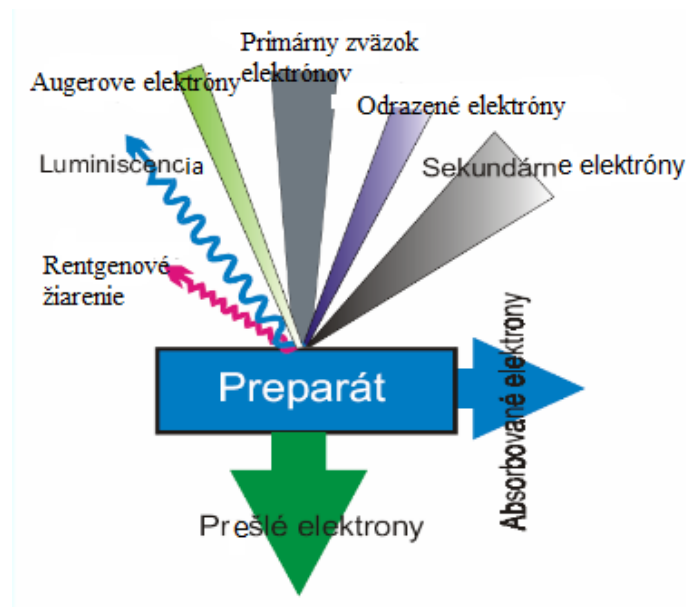 Primárny zväzok
elektrónov
Augerove elektróny
Odrazené elektróny
Luminiscencia
Sekundárne elektróny
Rentgenové
žiarenie
Preparát
Absorbované elektrony
Prešlé elektrony